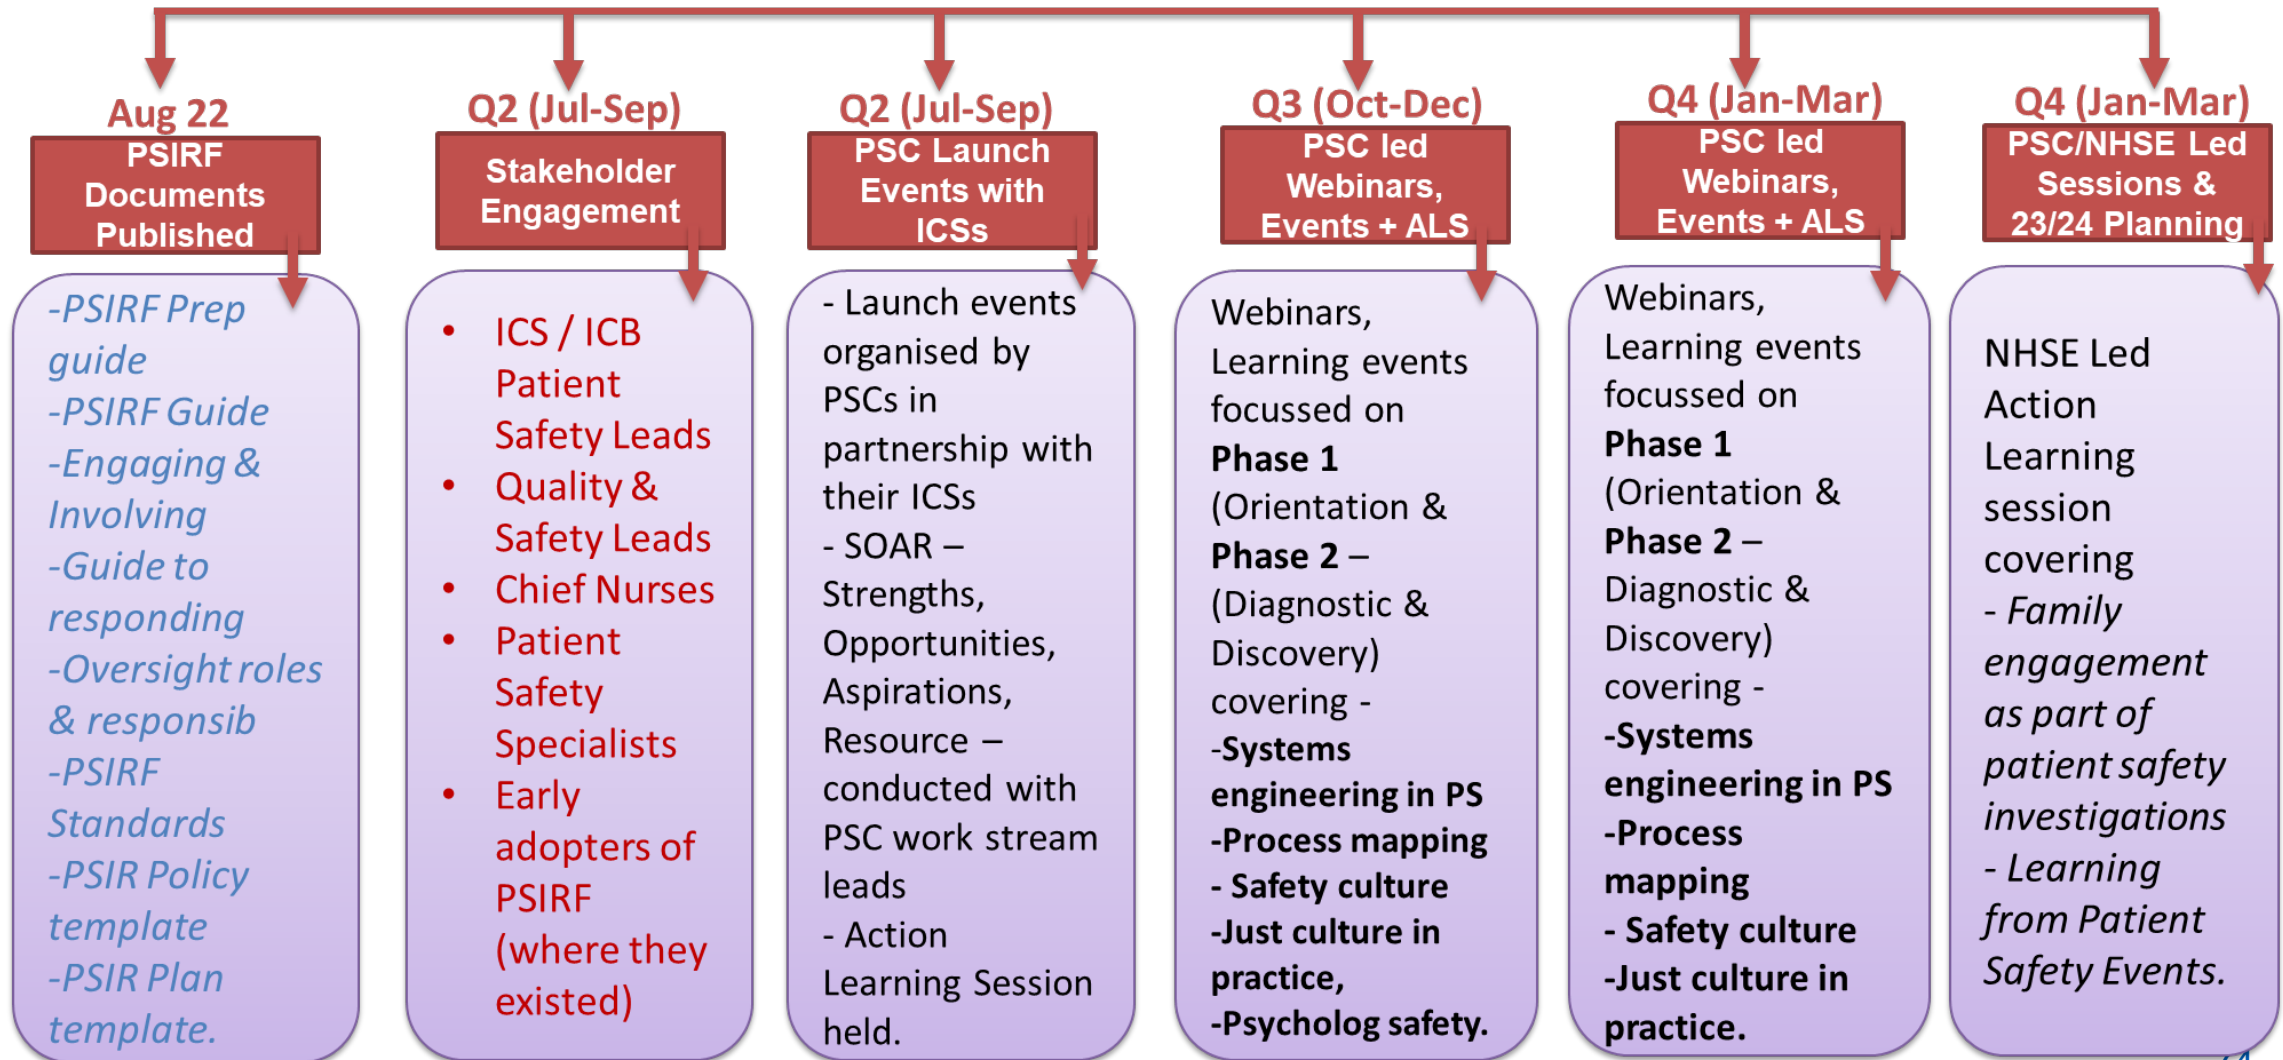 Aug 22
PSIRF
Documents
Published
-PSIRF Prep
guide
-PSIRF Guide
-Engaging &
Involving
-Guide to
responding
-Oversight roles
& responsib
-PSIRF
Standards
-PSIR Policy
template
-PSIR Plan
template.
Q2 (Jul-Sep)
Stakeholder
Engagement
• ICS / ICB
Patient
Safety Leads
• Quality &
Safety Leads
• Chief Nurses
• Patient
Safety
Specialists
• Early
adopters of
PSIRF
(where they
existed)
Q2 (Jul-Sep)
PSC Launch
Events with
ICSs
- Launch events
organised by
PSCs in
partnership with
their ICSs
- SOAR –
Strengths,
Opportunities,
Aspirations,
Resource –
conducted with
PSC work stream
leads
- Action
Learning Session
held.
Q3 (Oct-Dec)
PSC led
Webinars,
Events + ALS
Webinars,
Learning events
focussed on
Phase 1
(Orientation &
Phase 2 –
(Diagnostic &
Discovery)
covering -
-Systems
engineering in PS
-Process mapping
- Safety culture
-Just culture in
practice,
-Psycholog safety.
Q4 (Jan-Mar)
PSC led
Webinars,
Events + ALS
Webinars,
Learning events
focussed on
Phase 1
(Orientation &
Phase 2 –
Diagnostic &
Discovery)
covering -
-Systems
engineering in PS
-Process
mapping
- Safety culture
-Just culture in
practice.
Q4 (Jan-Mar)
PSC/NHSE Led
Sessions &
23/24 Planning
NHSE Led
Action
Learning
session
covering
- Family
engagement
as part of
patient safety
investigations
- Learning
from Patient
Safety Events.